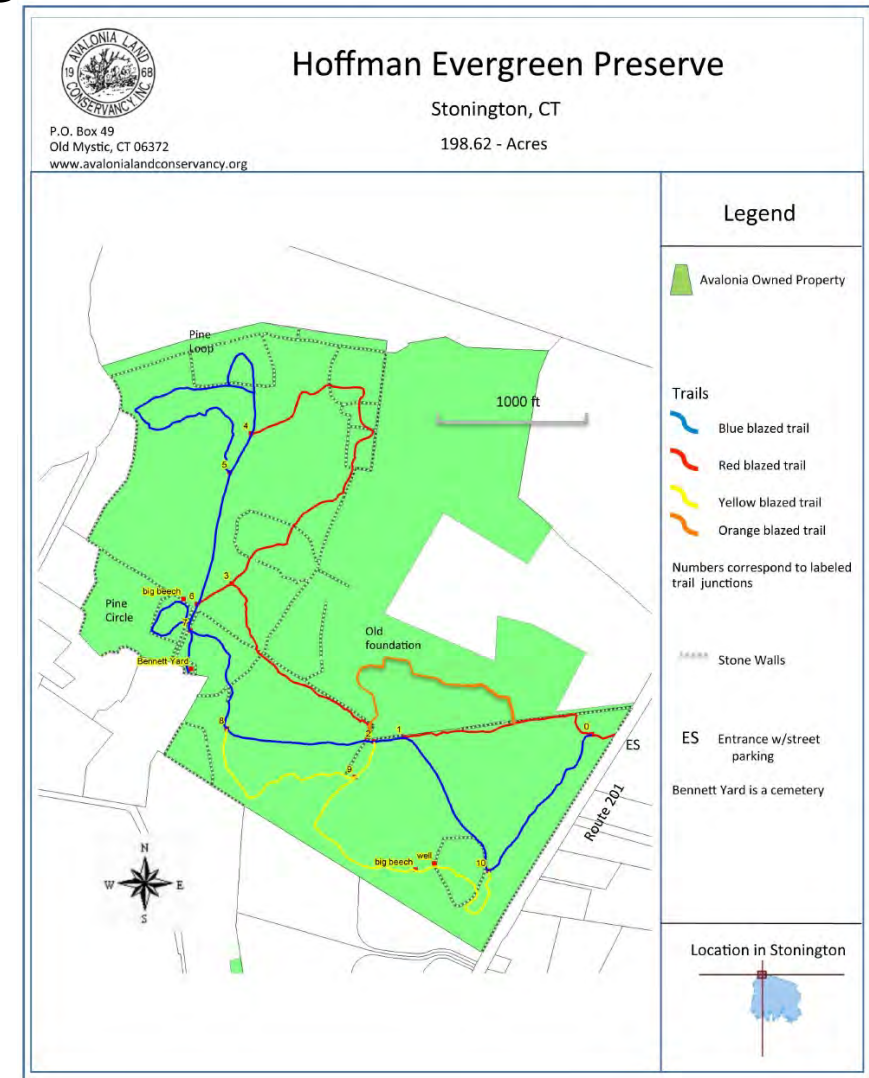 AVALONIA LAND
19 68
CONSERVANCY INC.
P.O. Box 49
Old Mystic, CT 06372
www.avalonialandconservancy.org
Hoffman Evergreen Preserve
Stonington, CT
198.62 - Acres
Pine
Loop
4
5
3
big beech
6
Pine
Circle
7
Bennett Yard
8
Old
foundation
1000 ft
2
1
0
ES
9
Route 201
well
big beech
10
N
W E
S
Legend
Avalonia Owned Property
Trails
Blue blazed trail
Red blazed trail
Yellow blazed trail
Orange blazed trail
Numbers correspond to labeled
trail junctions
Stone Walls
ES Entrance w/street
parking
Bennett Yard is a cemetery
Location in Stonington